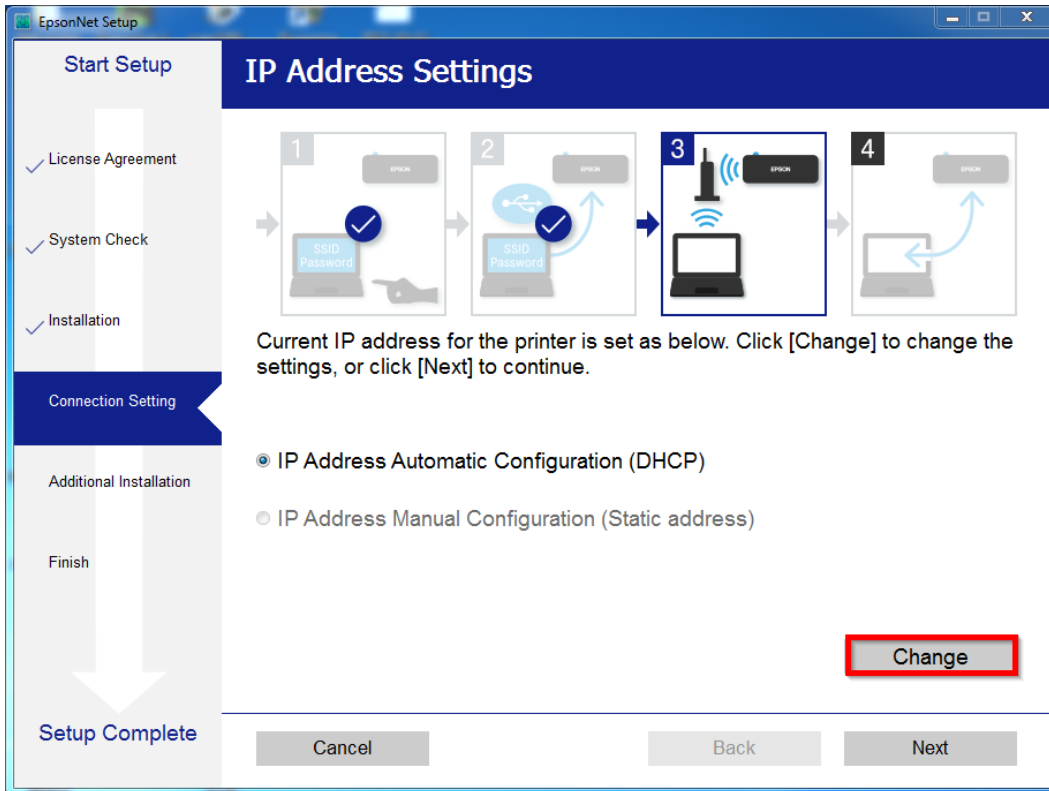 EpsonNet Setup
Start Setup
License Agreement
System Check
Installation
Connection Setting
Additional Installation
Finish
Setup Complete
IP Address Settings
1
EPSON
SSID
Password
2
EPSON
SSID
Password
3
EPSON
4
EPSON
Current IP address for the printer is set as below. Click [Change] to change the
settings, or click [Next] to continue.
IP Address Automatic Configuration (DHCP)
IP Address Manual Configuration (Static address)
Change
Cancel
Back
Next